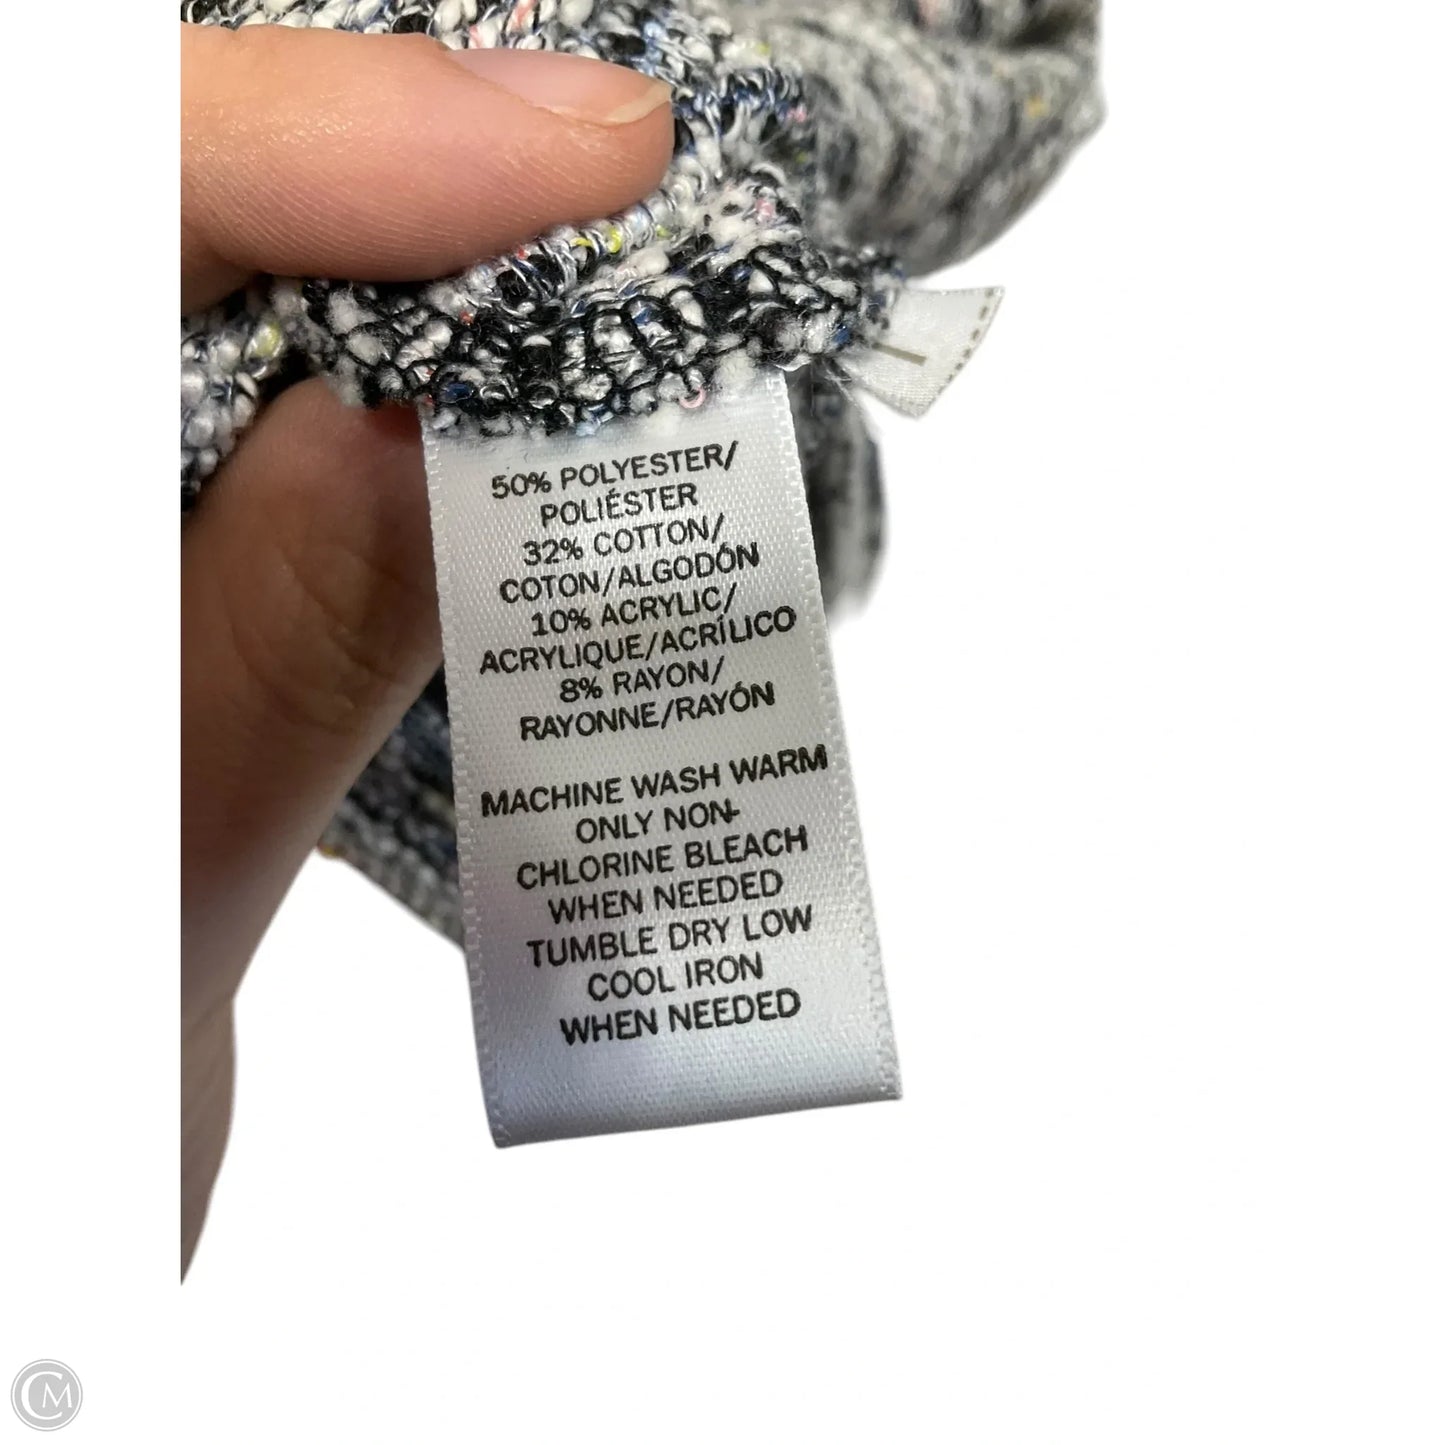 50% POLYESTER/
POLIÉSTER
32% COTTON/
COTON/ALGODÓN
10% ACRYLIC/
ACRYLIQUE/ACRÍLICO
8% RAYON/
RAYONNE/RAYÓN
MACHINE WASH WARM
ONLY NON-
CHLORINE BLEACH
WHEN NEEDED
TUMBLE DRY LOW
COOL IRON
WHEN NEEDED
CM